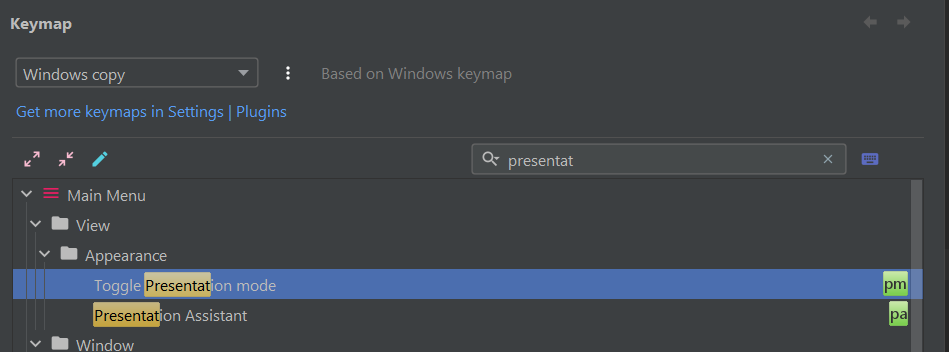 Keymap
Windows copy
Based on Windows keymap
Get more keymaps in Settings | Plugins
presentat
Main Menu
View
Appearance
Toggle Presentation mode pm
Presentation Assistant pa
Window